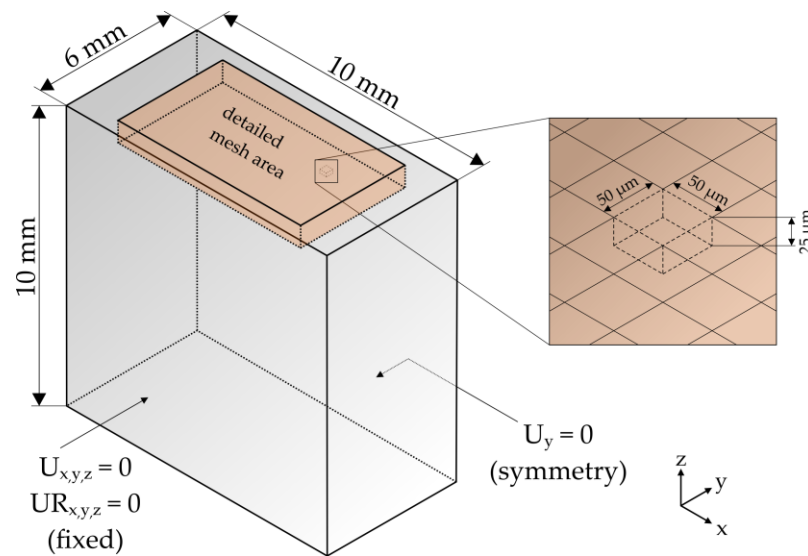 6 mm
10 mm
detailed
mesh area
50 μm
50 μm
25 μm
10 mm
U_y = 0
(symmetry)
U_x,y,z = 0
UR_x,y,z = 0
(fixed)
z
y
x